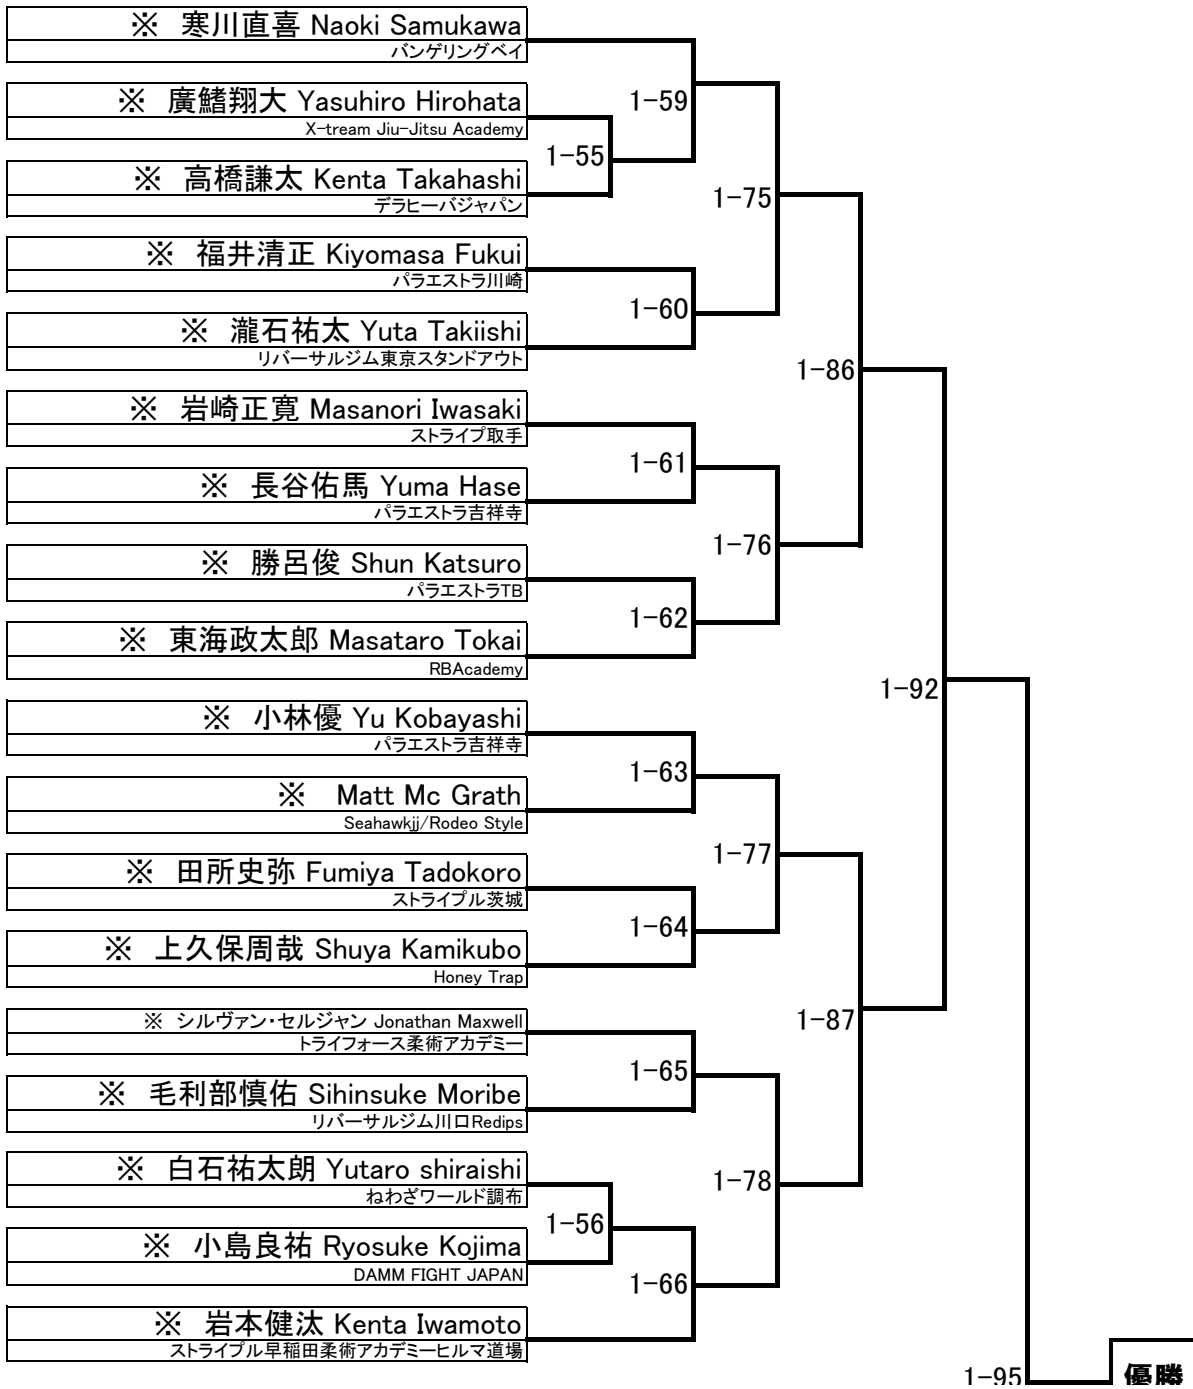 ※ 寒川直喜 Naoki Samukawa
バンゲリングベイ
※ 廣鰭翔大 Yasuhiro Hirohata
X-tream Jiu-Jitsu Academy
※ 高橋謙太 Kenta Takahashi
デラヒーバジャパン
※ 福井清正 Kiyomasa Fukui
パラエストラ川崎
※ 瀧石祐太 Yuta Takiishi
リバーサルジム東京スタンドアウト
※ 岩崎正寛 Masanori Iwasaki
ストライプ取手
※ 長谷佑馬 Yuma Hase
パラエストラ吉祥寺
※ 勝呂俊 Shun Katsuro
パラエストラTB
※ 東海政太郎 Masataro Tokai
RBAcademy
※ 小林優 Yu Kobayashi
パラエストラ吉祥寺
※ Matt Mc Grath
Seahawkjj/Rodeo Style
※ 田所史弥 Fumiya Tadokoro
ストライプル茨城
※ 上久保周哉 Shuya Kamikubo
Honey Trap
※ シルヴァン・セルジャン Jonathan Maxwell
トライフォース柔術アカデミー
※ 毛利部慎佑 Sihinsuke Moribe
リバーサルジム川口Redips
※ 白石祐太朗 Yutaro shiraishi
ねわざワールド調布
※ 小島良祐 Ryosuke Kojima
DAMM FIGHT JAPAN
※ 岩本健汰 Kenta Iwamoto
ストライプル早稲田柔術アカデミーヒルマ道場
1-55
1-56
1-59
1-60
1-61
1-62
1-63
1-64
1-65
1-66
1-75
1-76
1-77
1-78
1-86
1-87
1-92
1-95
優勝